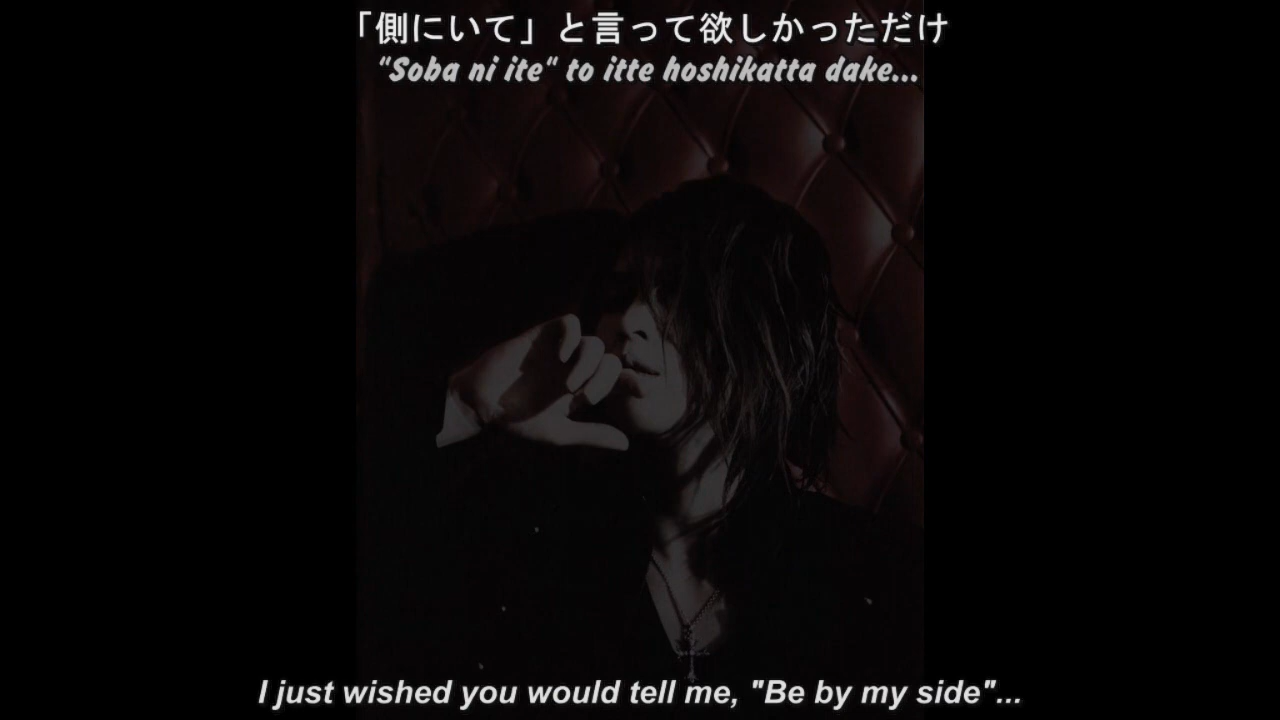 「側にいて」と言って欲しかっただけ
“Soba ni ite“ to itte hoshikatta dake...
I just wished you would tell me, "Be by my side"...